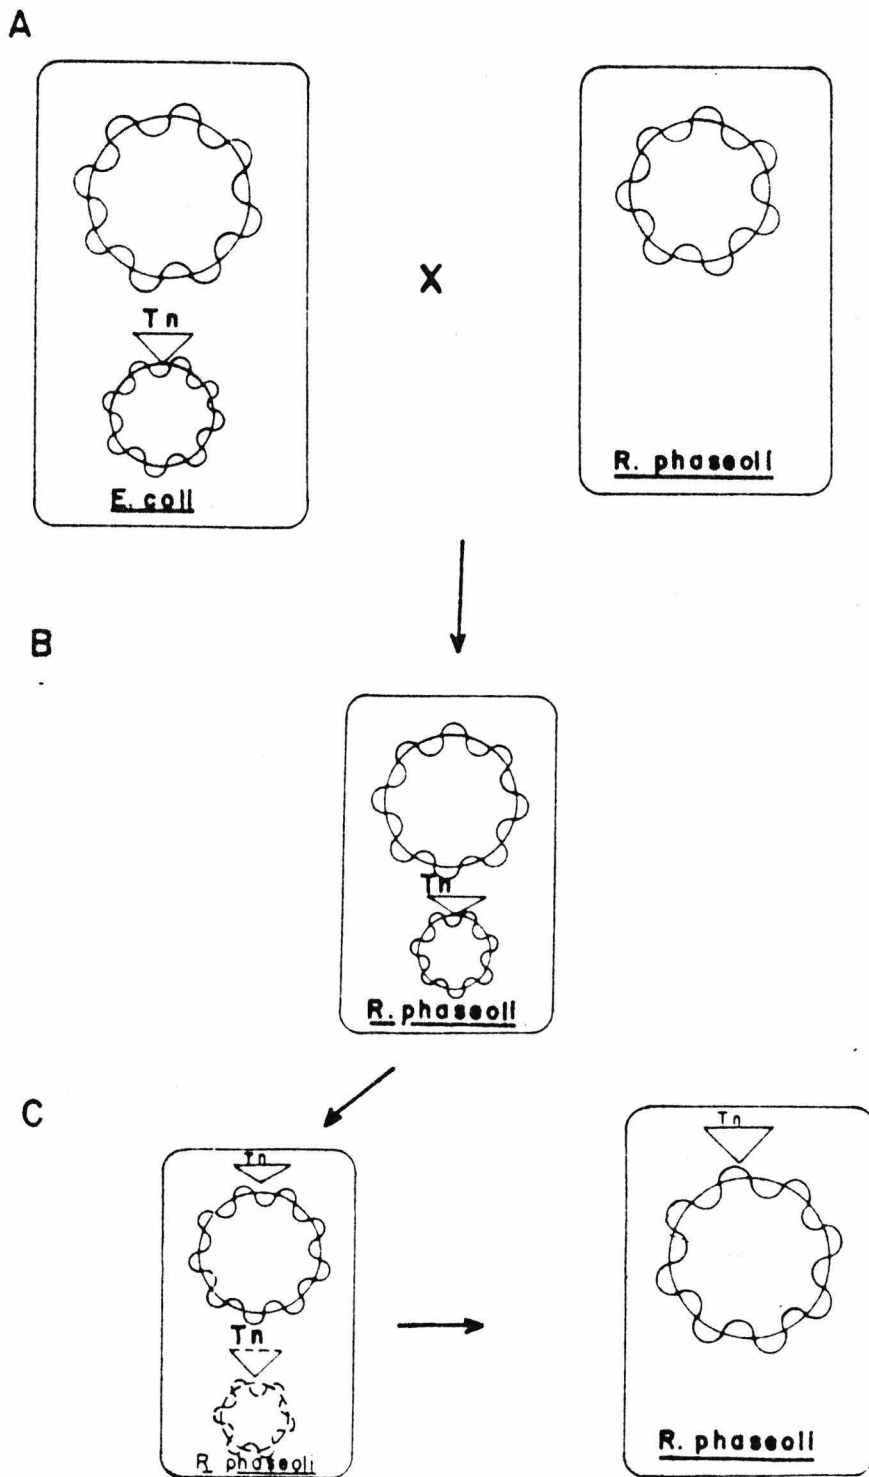 A
X
Tn
E. coli
R. phaseoli
B
Tn
R. phaseoli
C
Tn
Tn
R phaseoli
Tn
R. phaseoli